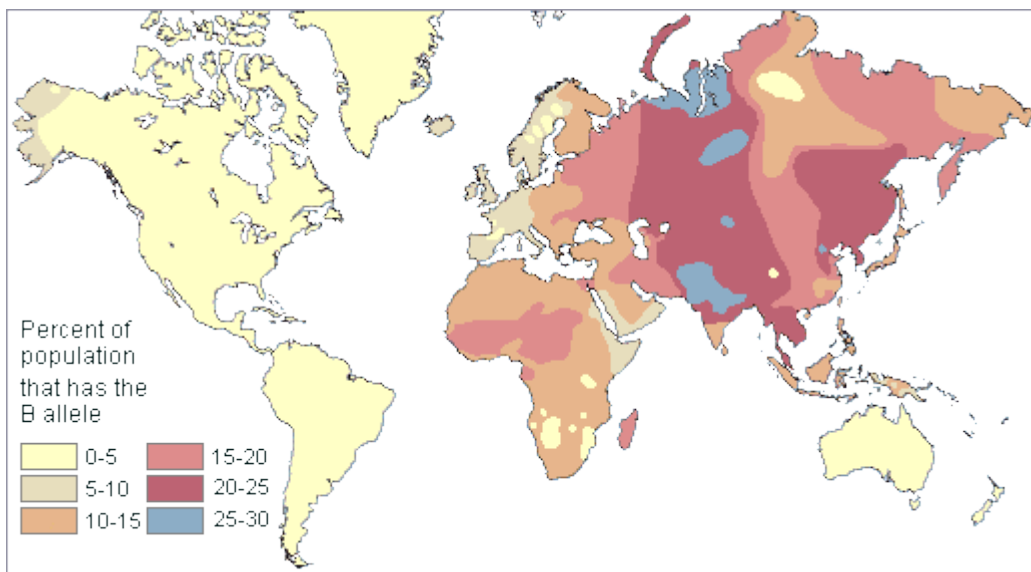 Percent of
population
that has the
B allele
0-5
15-20
5-10
20-25
10-15
25-30